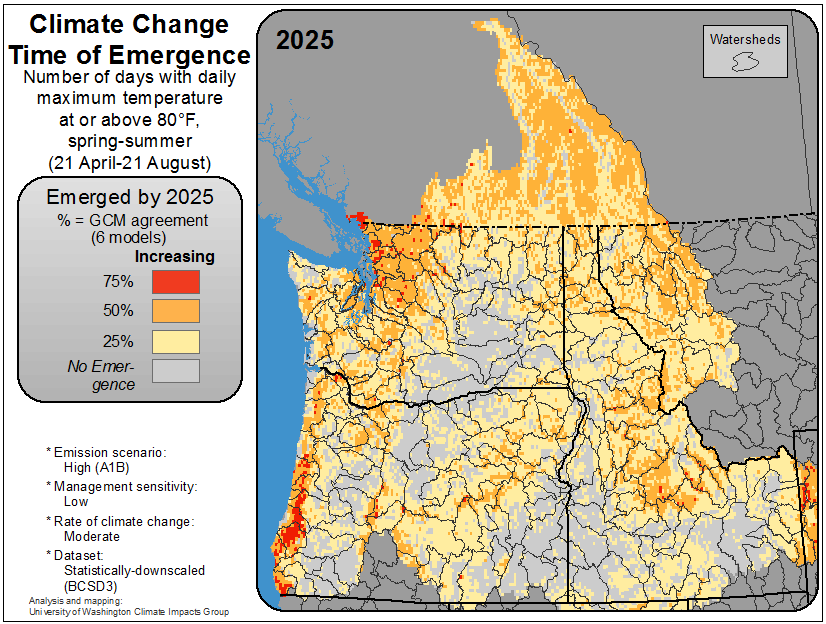 Climate Change
Time of Emergence
Number of days with daily
maximum temperature
at or above 80°F,
spring-summer
(21 April-21 August)
Emerged by 2025
% = GCM agreement
(6 models)
Increasing
75%
50%
25%
No Emer-
gence
* Emission scenario:
High (A1B)
* Management sensitivity:
Low
* Rate of climate change:
Moderate
* Dataset:
Statistically-downscaled
(BCSD3)
Analysis and mapping:
University of Washington Climate Impacts Group
2025
Watersheds